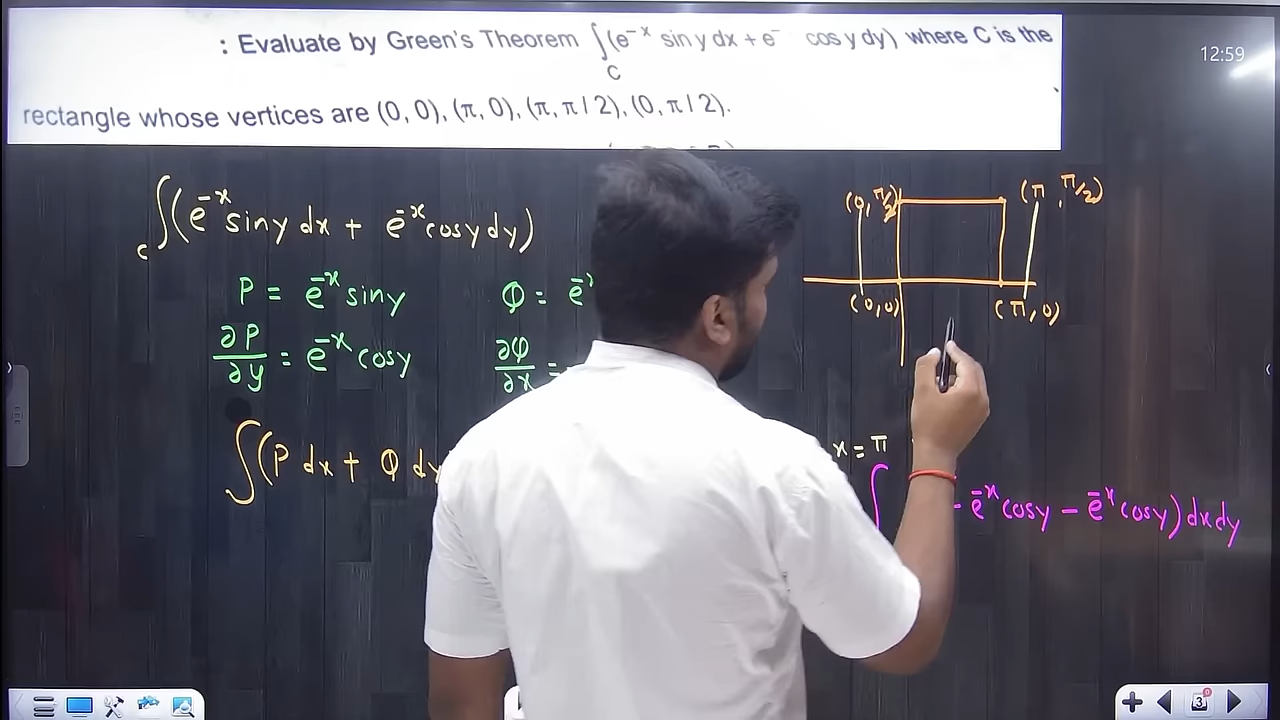 : Evaluate by Green's Theorem ∫(e⁻ˣ sin y dx + e⁻ cos y dy) where C is the
C
rectangle whose vertices are (0, 0), (π, 0), (π, π / 2), (0, π / 2).
12:59
∫c (e⁻ˣ siny dx + e⁻ˣ cosy dy)
(0, π/2) (π, π/2)
P = e⁻ˣ siny Q = e⁻
(0,0) (π,0)
∂P/∂y = e⁻ˣ cosy ∂Q/∂x =
∫(P dx + Q dy
x = π
∫ - e⁻ˣ cosy - e⁻ˣ cosy) dx dy
3